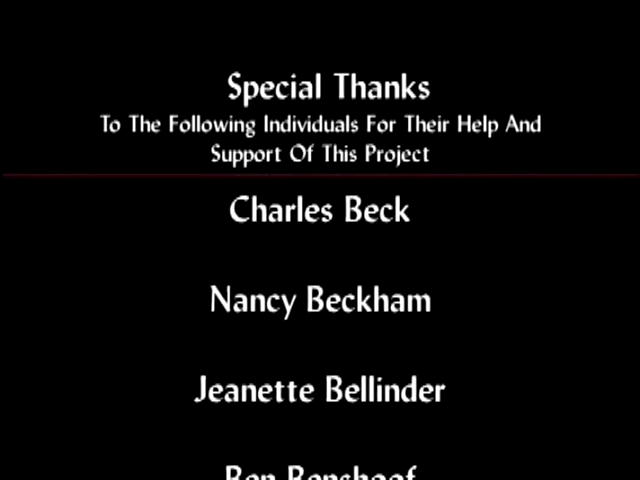 Special Thanks
To The Following Individuals For Their Help And
Support Of This Project
Charles Beck
Nancy Beckham
Jeanette Bellinder